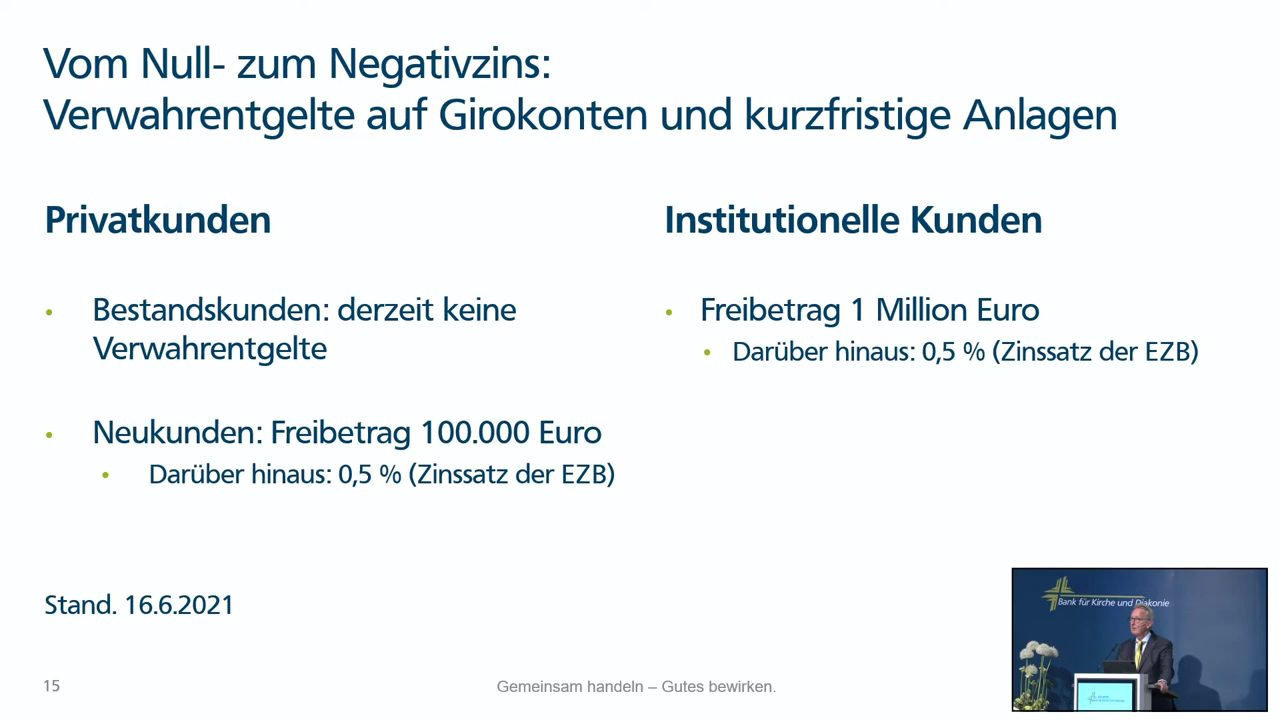 Vom Null- zum Negativzins:
Verwahrentgelte auf Girokonten und kurzfristige Anlagen
Privatkunden
• Bestandskunden: derzeit keine
Verwahrentgelte
• Neukunden: Freibetrag 100.000 Euro
• Darüber hinaus: 0,5 % (Zinssatz der EZB)
Institutionelle Kunden
• Freibetrag 1 Million Euro
• Darüber hinaus: 0,5 % (Zinssatz der EZB)
Stand. 16.6.2021
15
Gemeinsam handeln – Gutes bewirken.
Bank für Kirche und Diakonie